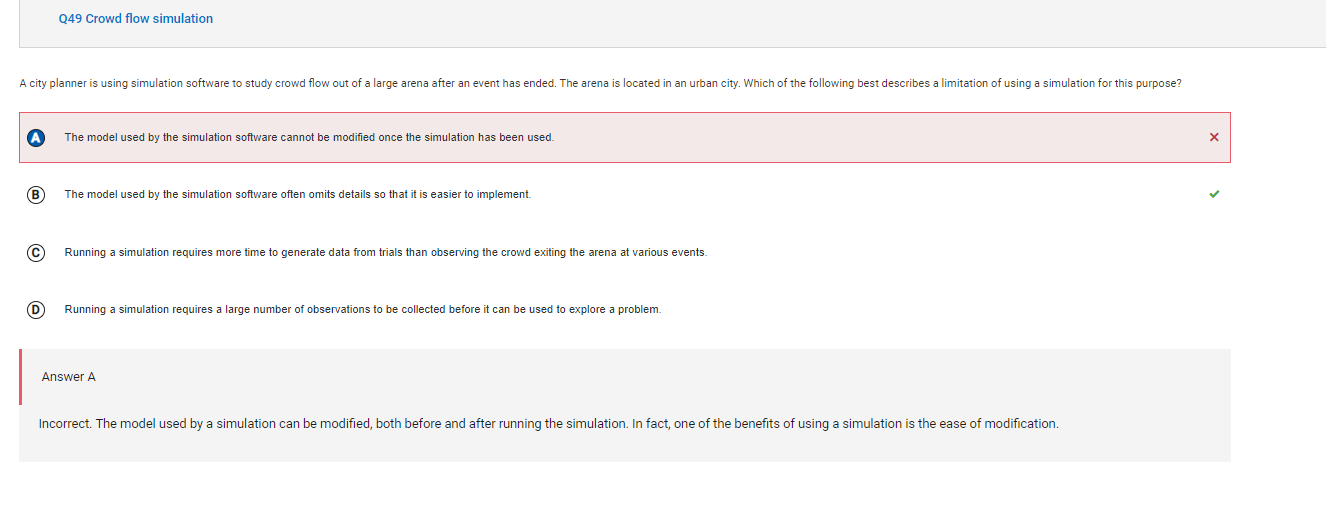 Q49 Crowd flow simulation
A city planner is using simulation software to study crowd flow out of a large arena after an event has ended. The arena is located in an urban city. Which of the following best describes a limitation of using a simulation for this purpose?
A The model used by the simulation software cannot be modified once the simulation has been used.
B The model used by the simulation software often omits details so that it is easier to implement.
C Running a simulation requires more time to generate data from trials than observing the crowd exiting the arena at various events.
D Running a simulation requires a large number of observations to be collected before it can be used to explore a problem.
Answer A
Incorrect. The model used by a simulation can be modified, both before and after running the simulation. In fact, one of the benefits of using a simulation is the ease of modification.